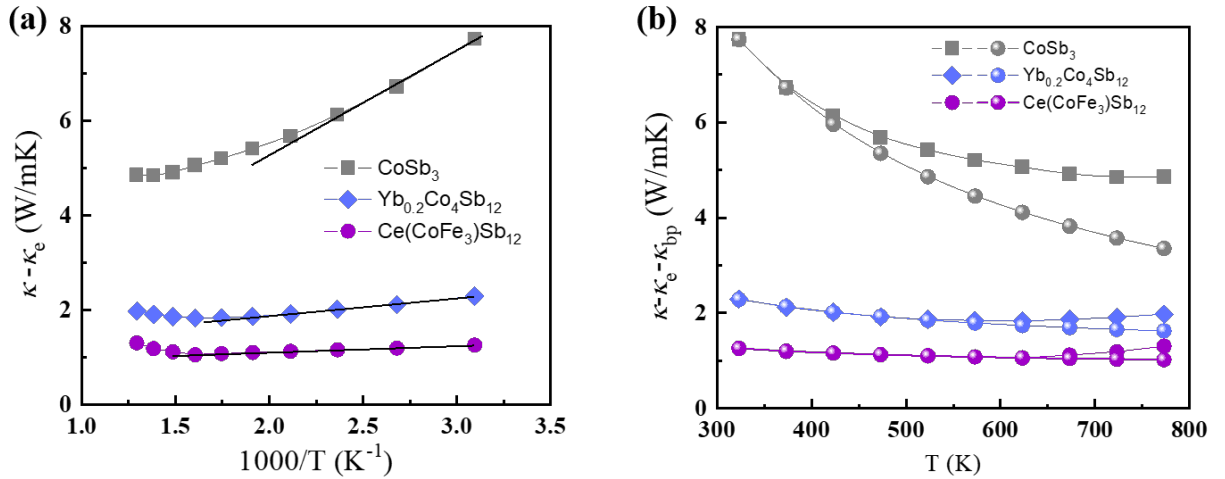 (a)
8
6
4
2
0
κ -κe (W/mK)
CoSb3
Yb0.2Co4Sb12
Ce(CoFe3)Sb12
1.0 1.5 2.0 2.5 3.0 3.5
1000/T (K-1)
(b)
8
6
4
2
0
κ-κe-κbp (W/mK)
CoSb3
Yb0.2Co4Sb12
Ce(CoFe3)Sb12
300 400 500 600 700 800
T (K)